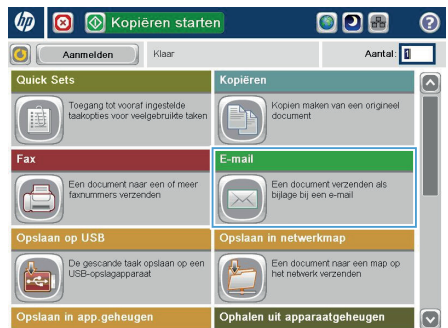 hp
Kopiëren starten
?
Aanmelden
Klaar
Aantal: 1
Quick Sets
Toegang tot vooraf ingestelde
taakopties voor veelgebruikte taken
Kopiëren
Kopien maken van een origineel
document
Fax
Een document naar een of meer
faxnummers verzenden
E-mail
Een document verzenden als
bijlage bij een e-mail
Opslaan op USB
De gescande taak opslaan op een
USB-opslagapparaat
Opslaan in netwerkmap
Een document naar een map op
het netwerk verzenden
Opslaan in app.geheugen
Ophalen uit apparaatgeheugen